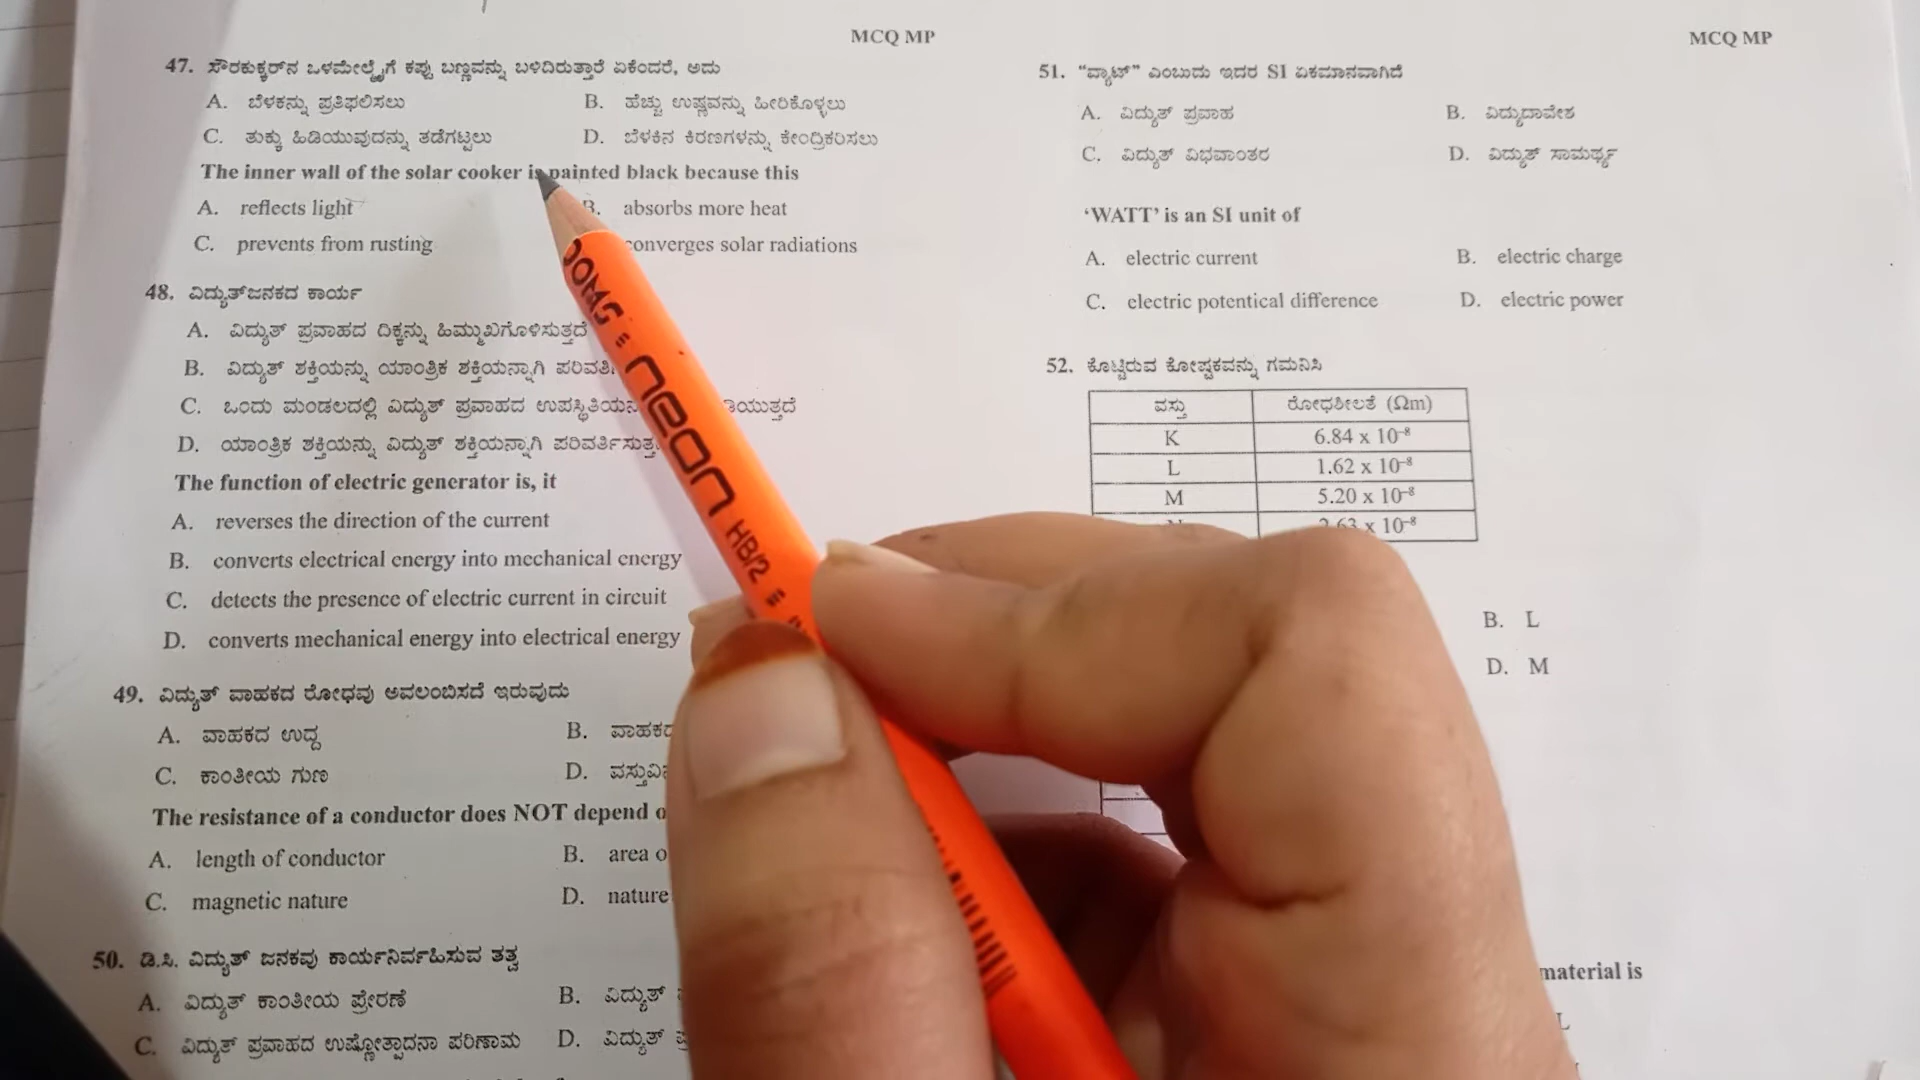 MCQ MP
47. ಸೌರಕುಕ್ಕರ್‌ನ ಒಳಮೇಲ್ಮೈಗೆ ಕಪ್ಪು ಬಣ್ಣವನ್ನು ಬಳಿದಿರುತ್ತಾರೆ ಏಕೆಂದರೆ, ಅದು
A. ಬೆಳಕನ್ನು ಪ್ರತಿಫಲಿಸಲು B. ಹೆಚ್ಚು ಉಷ್ಣವನ್ನು ಹೀರಿಕೊಳ್ಳಲು
C. ತುಕ್ಕು ಹಿಡಿಯುವುದನ್ನು ತಡೆಗಟ್ಟಲು D. ಬೆಳಕಿನ ಕಿರಣಗಳನ್ನು ಕೇಂದ್ರಿಕರಿಸಲು
The inner wall of the solar cooker is painted black because this
A. reflects light B. absorbs more heat
C. prevents from rusting converges solar radiations
48. ವಿದ್ಯುತ್‌ಜನಕದ ಕಾರ್ಯ
A. ವಿದ್ಯುತ್ ಪ್ರವಾಹದ ದಿಕ್ಕನ್ನು ಹಿಮ್ಮುಖಗೊಳಿಸುತ್ತದೆ
B. ವಿದ್ಯುತ್ ಶಕ್ತಿಯನ್ನು ಯಾಂತ್ರಿಕ ಶಕ್ತಿಯನ್ನಾಗಿ
C. ಒಂದು ಮಂಡಲದಲ್ಲಿ ವಿದ್ಯುತ್ ಪ್ರವಾಹದ
D. ಯಾಂತ್ರಿಕ ಶಕ್ತಿಯನ್ನು ವಿದ್ಯುತ್ ಶಕ್ತಿಯನ್ನಾಗಿ
The function of electric generator is, it
A. reverses the direction of the current
B. converts electrical energy into mechanical energy
C. detects the presence of electric current in circuit
D. converts mechanical energy into electrical energy
49. ವಿದ್ಯುತ್ ವಾಹಕದ ರೋಧವು ಅವಲಂಬಿಸದೆ ಇರುವುದು
A. ವಾಹಕದ ಉದ್ದ B.
C. ಕಾಂತೀಯ ಗುಣ D.
The resistance of a conductor does NOT depend
A. length of conductor B. area
C. magnetic nature D. nature
50. ಡಿ.ಸಿ. ವಿದ್ಯುತ್ ಜನಕವು ಕಾರ್ಯನಿರ್ವಹಿಸುವ ತತ್ವ
A. ವಿದ್ಯುತ್ ಕಾಂತೀಯ ಪ್ರೇರಣೆ B. ವಿದ್ಯುತ್
C. ವಿದ್ಯುತ್ ಪ್ರವಾಹದ ಉಷ್ಣೋತ್ಪಾದನಾ ಪರಿಣಾಮ D. ವಿದ್ಯುತ್
DOMS
neon
HB/2
MCQ MP
51. “ವ್ಯಾಟ್” ಎಂಬುದು ಇದರ SI ಏಕಮಾನವಾಗಿದೆ
A. ವಿದ್ಯುತ್ ಪ್ರವಾಹ B. ವಿದ್ಯುದಾವೇಶ
C. ವಿದ್ಯುತ್ ವಿಭವಾಂತರ D. ವಿದ್ಯುತ್ ಸಾಮರ್ಥ್ಯ
‘WATT’ is an SI unit of
A. electric current B. electric charge
C. electric potentical difference D. electric power
52. ಕೊಟ್ಟಿರುವ ಕೋಷ್ಟಕವನ್ನು ಗಮನಿಸಿ
ವಸ್ತು ರೋಧಶೀಲತೆ (Ωm)
K 6.84 x 10⁻⁸
L 1.62 x 10⁻⁸
M 5.20 x 10⁻⁸
x 10⁻⁸
B. L
D. M
material is